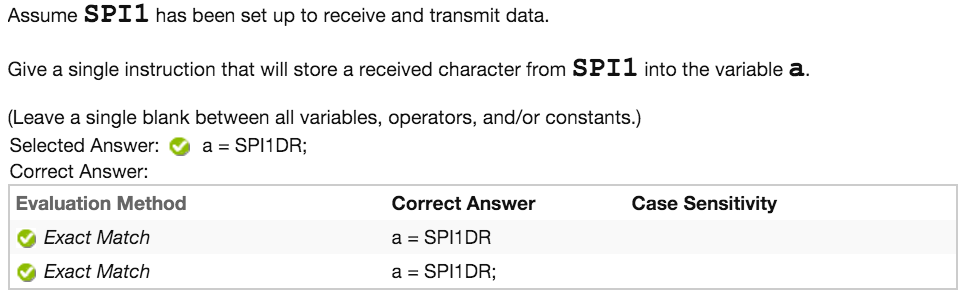 Assume SPI1 has been set up to receive and transmit data.
Give a single instruction that will store a received character from SPI1 into the variable a.
(Leave a single blank between all variables, operators, and/or constants.)
Selected Answer: a = SPI1DR;
Correct Answer:
Evaluation Method Correct Answer Case Sensitivity
Exact Match a = SPI1DR
Exact Match a = SPI1DR;